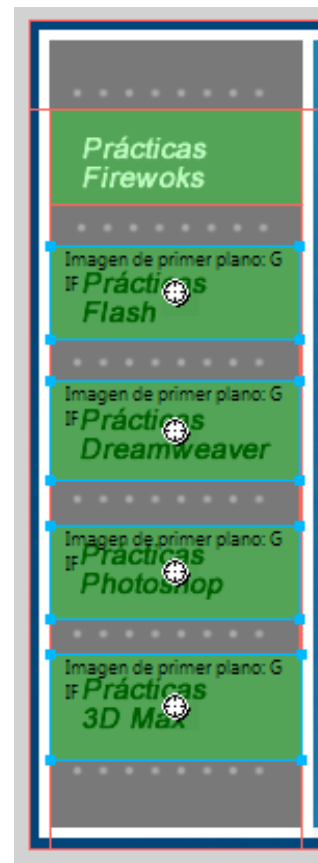 Prácticas
Firewoks
Imagen de primer plano: G
IF
Prácticas
Flash
Imagen de primer plano: G
IF
Prácticas
Dreamweaver
Imagen de primer plano: G
IF
Prácticas
Photoshop
Imagen de primer plano: G
IF
Prácticas
3D Max